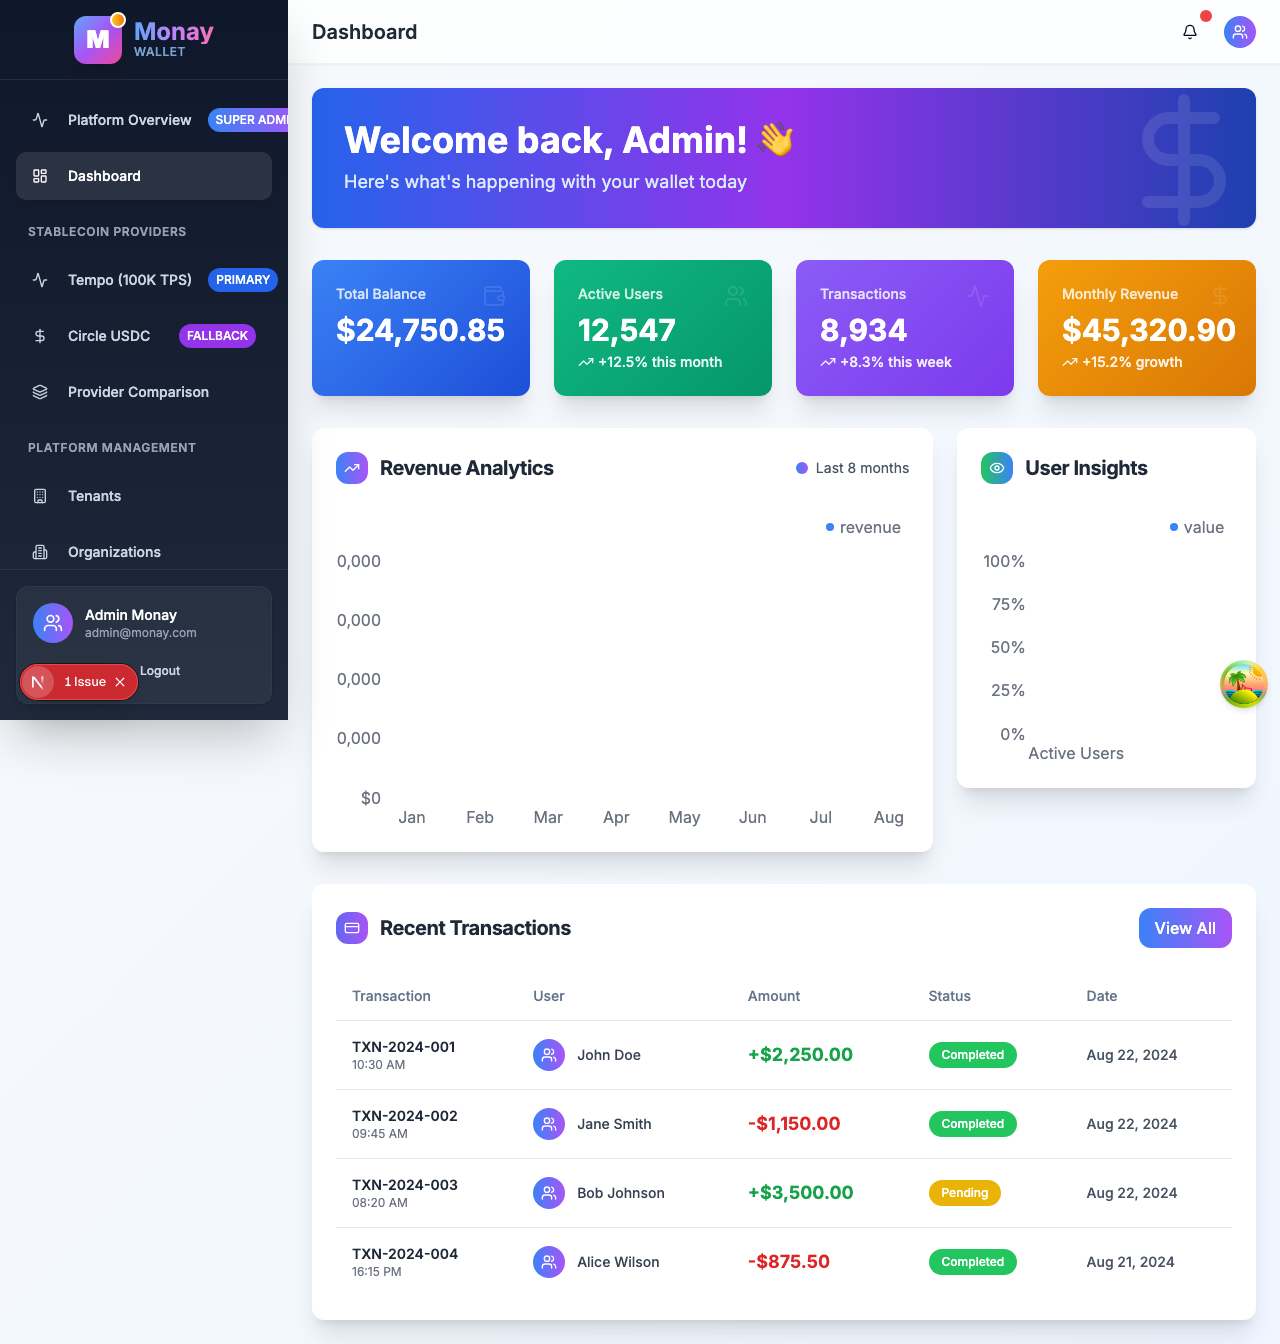 M
Monay
WALLET
Platform Overview
SUPER ADMI
Dashboard
STABLECOIN PROVIDERS
Tempo (100K TPS)
PRIMARY
Circle USDC
FALLBACK
Provider Comparison
PLATFORM MANAGEMENT
Tenants
Organizations
Admin Monay
admin@monay.com
Logout
N
1 Issue
Dashboard
Welcome back, Admin! 👋
Here's what's happening with your wallet today
Total Balance
$24,750.85
Active Users
12,547
+12.5% this month
Transactions
8,934
+8.3% this week
Monthly Revenue
$45,320.90
+15.2% growth
Revenue Analytics
Last 8 months
revenue
0,000
0,000
0,000
0,000
$0
Jan Feb Mar Apr May Jun Jul Aug
User Insights
value
100%
75%
50%
25%
0%
Active Users
Recent Transactions
View All
Transaction User Amount Status Date
TXN-2024-001
10:30 AM
John Doe
+$2,250.00
Completed
Aug 22, 2024
TXN-2024-002
09:45 AM
Jane Smith
-$1,150.00
Completed
Aug 22, 2024
TXN-2024-003
08:20 AM
Bob Johnson
+$3,500.00
Pending
Aug 22, 2024
TXN-2024-004
16:15 PM
Alice Wilson
-$875.50
Completed
Aug 21, 2024